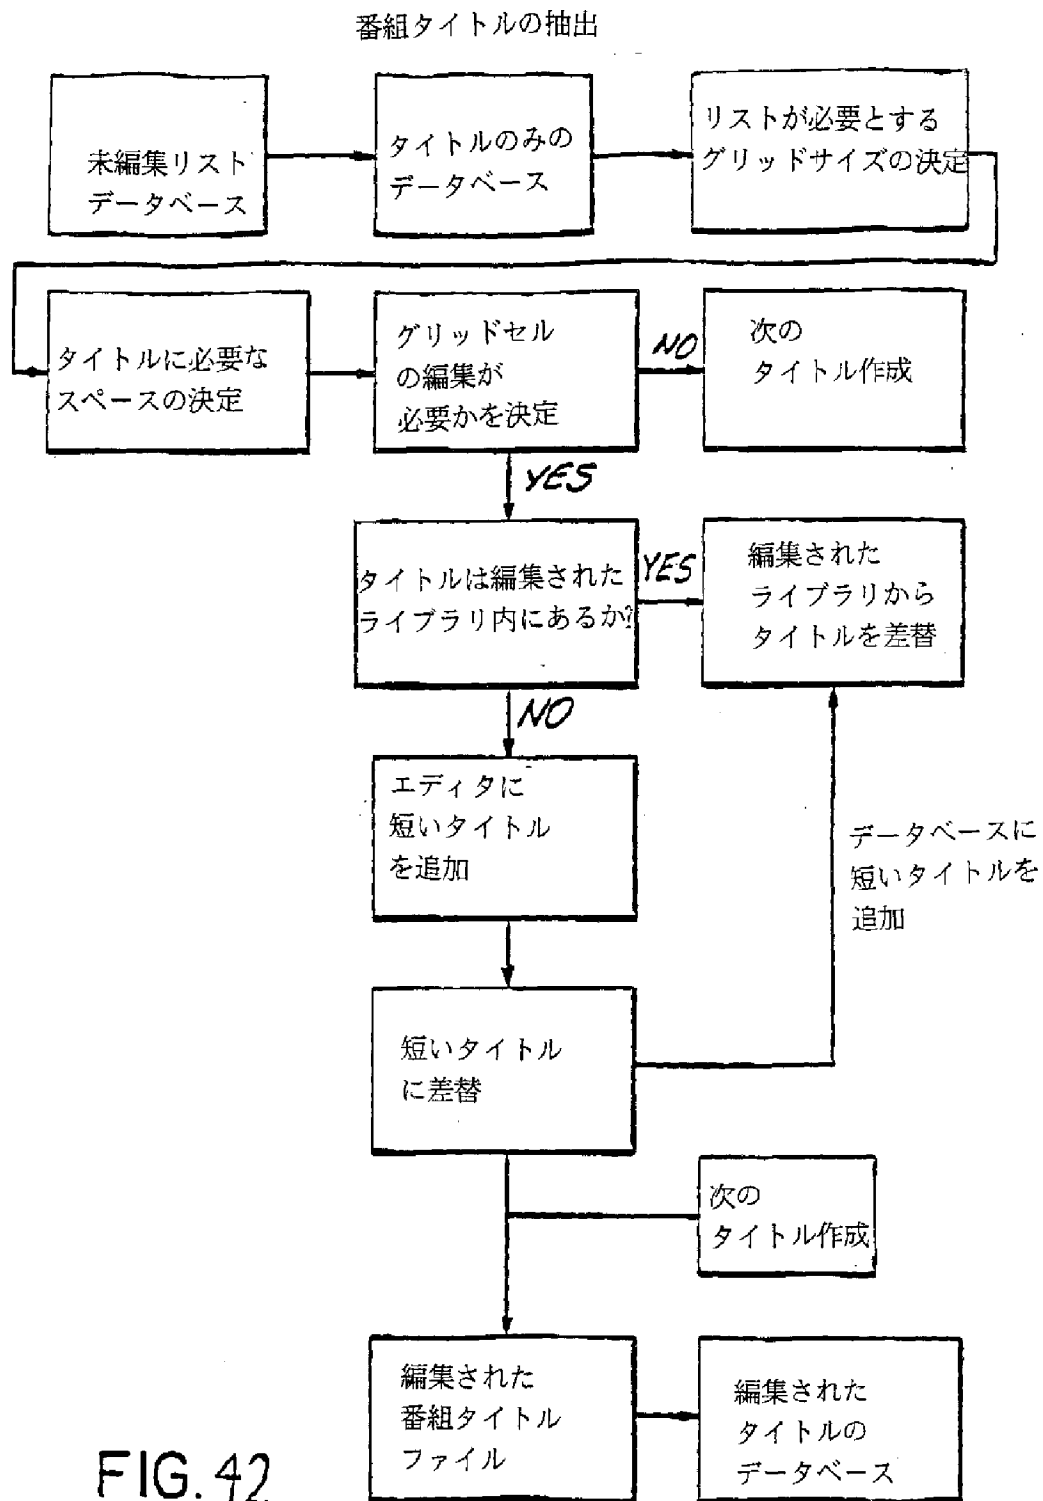 番組タイトルの抽出
未編集リスト
データベース
タイトルのみの
データベース
リストが必要とする
グリッドサイズの決定
タイトルに必要な
スペースの決定
グリッドセル
の編集が
必要かを決定
NO
次の
タイトル作成
YES
タイトルは編集された
ライブラリ内にあるか?
YES
編集された
ライブラリから
タイトルを差替
NO
エディタに
短いタイトル
を追加
データベースに
短いタイトルを
追加
短いタイトル
に差替
次の
タイトル作成
編集された
番組タイトル
ファイル
編集された
タイトルの
データベース
FIG.42